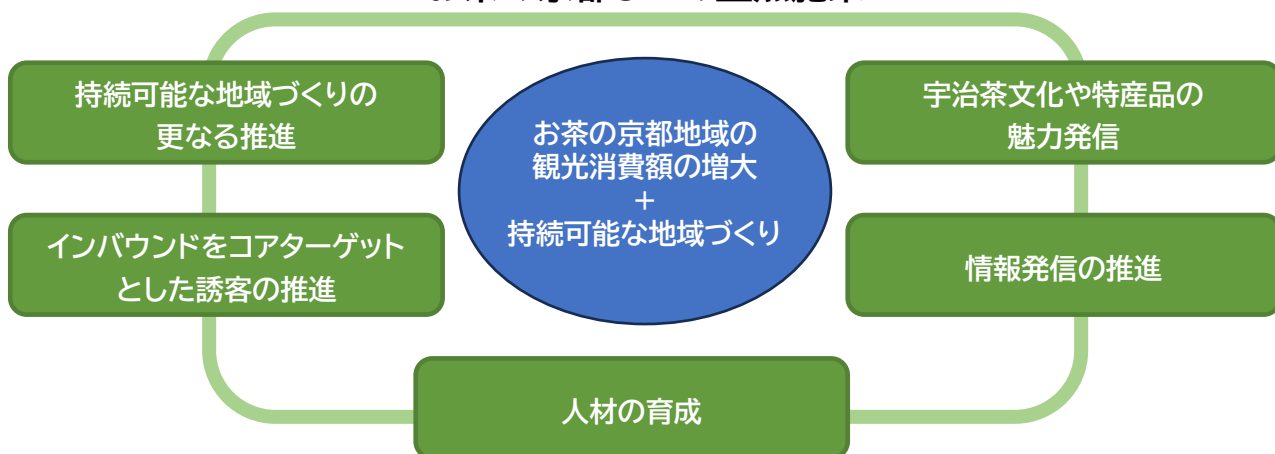 持続可能な地域づくりの
更なる推進
宇治茶文化や特産品の
魅力発信
お茶の京都地域の
観光消費額の増大
+
持続可能な地域づくり
インバウンドをコアターゲット
とした誘客の推進
情報発信の推進
人材の育成